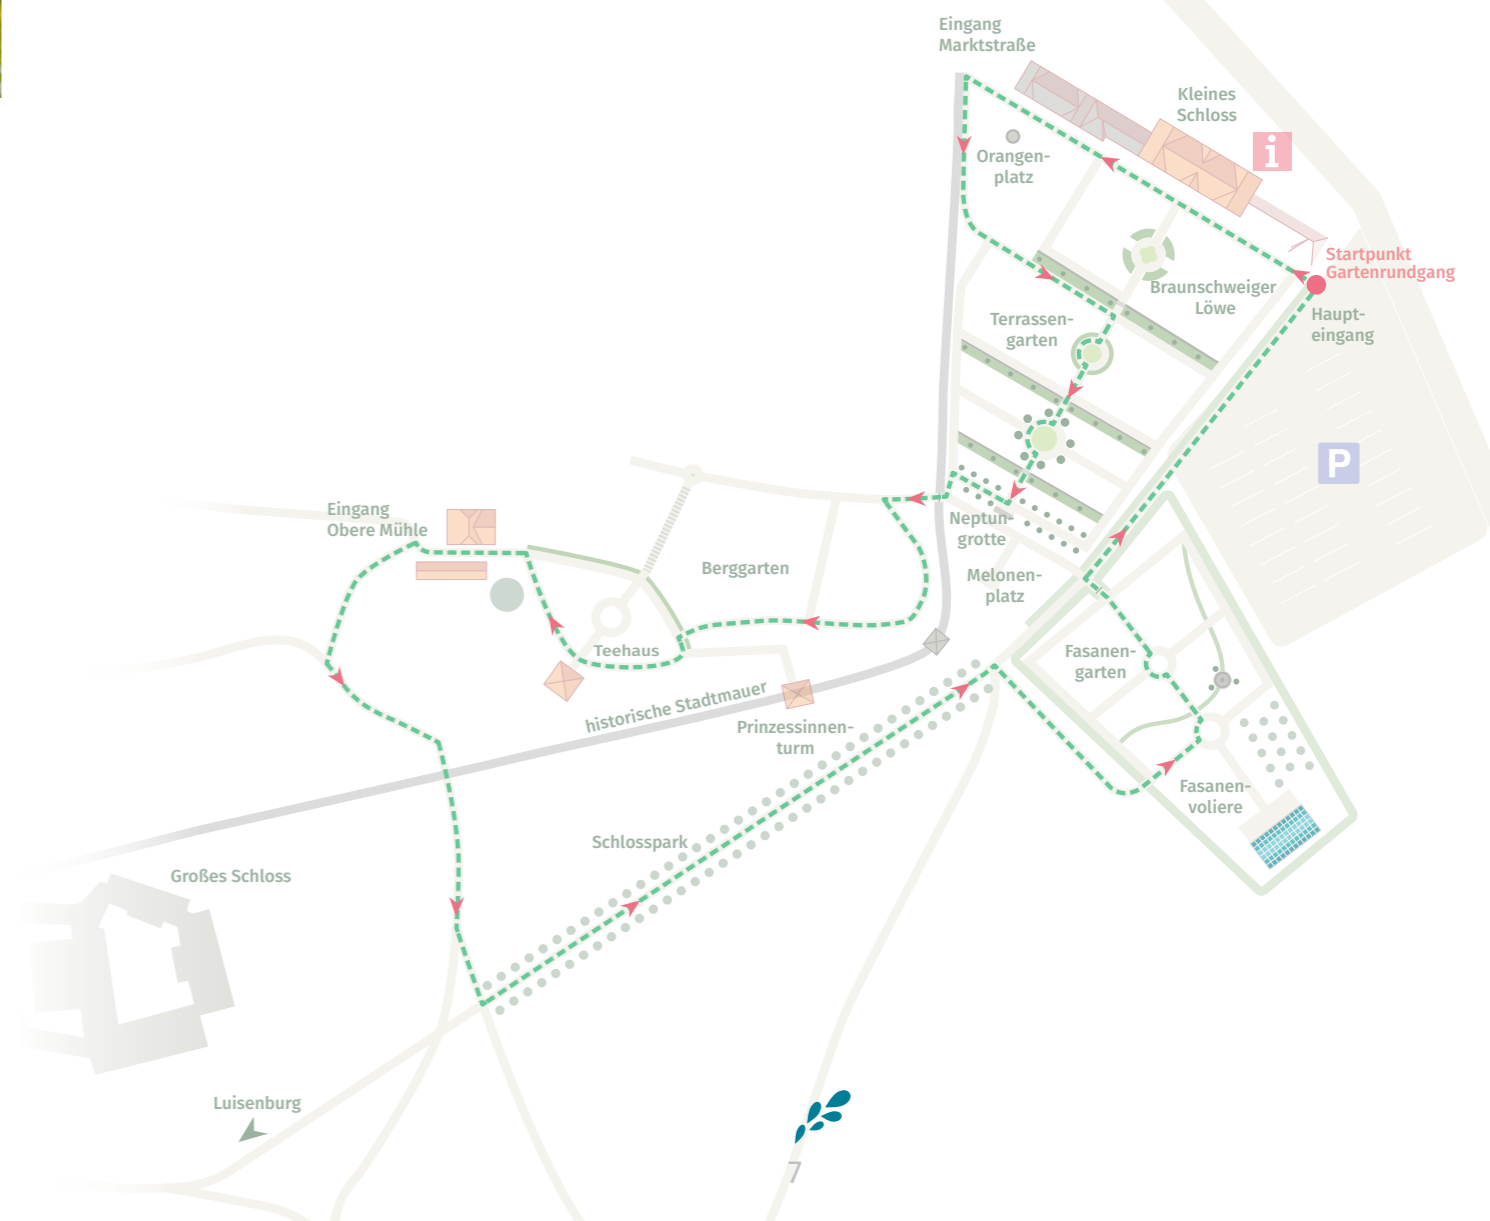 Eingang
Marktstraße
Kleines
Schloss
i
Orangen-
platz
Startpunkt
Gartenrundgang
Braunschweiger
Löwe
Haupt-
eingang
Terrassen-
garten
P
Eingang
Obere Mühle
Neptun-
grotte
Berggarten
Melonen-
platz
Teehaus
Fasanen-
garten
historische Stadtmauer
Prinzessinnen-
turm
Fasanen-
voliere
Schlosspark
Großes Schloss
Luisenburg
7